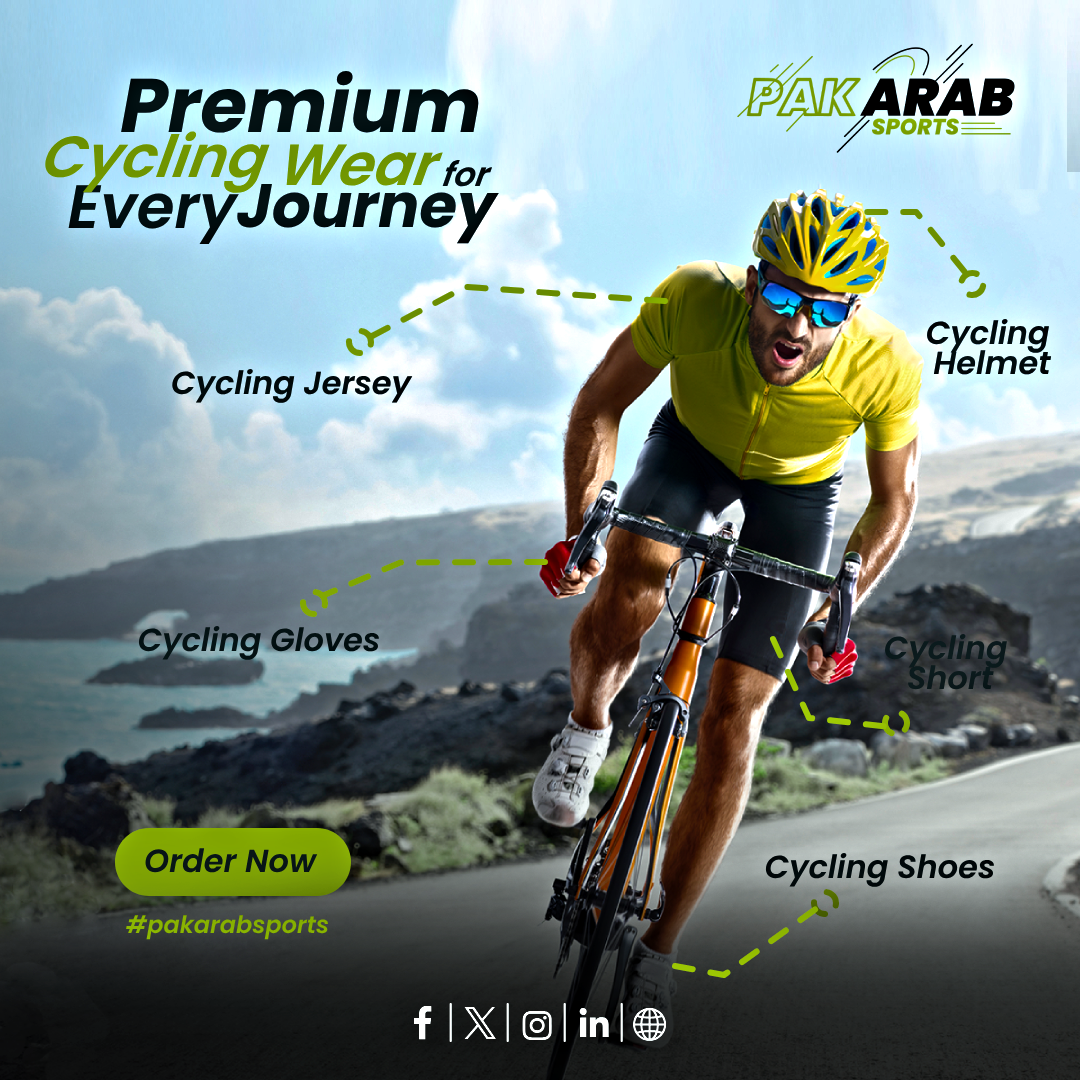 Premium
Cycling Wear for
Every Journey
PAK ARAB
SPORTS
Cycling
Helmet
Cycling Jersey
Cycling Gloves
Cycling
Short
Order Now
#pakarabsports
Cycling Shoes
f | X | in